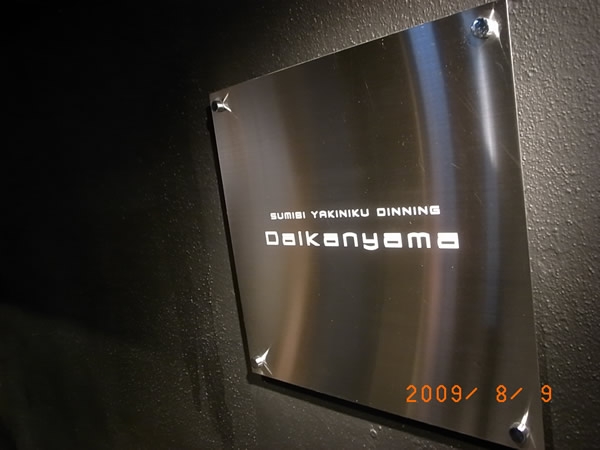 SUMIBI YAKINIKU DINNING
Daikanyama
2009/ 8/ 9